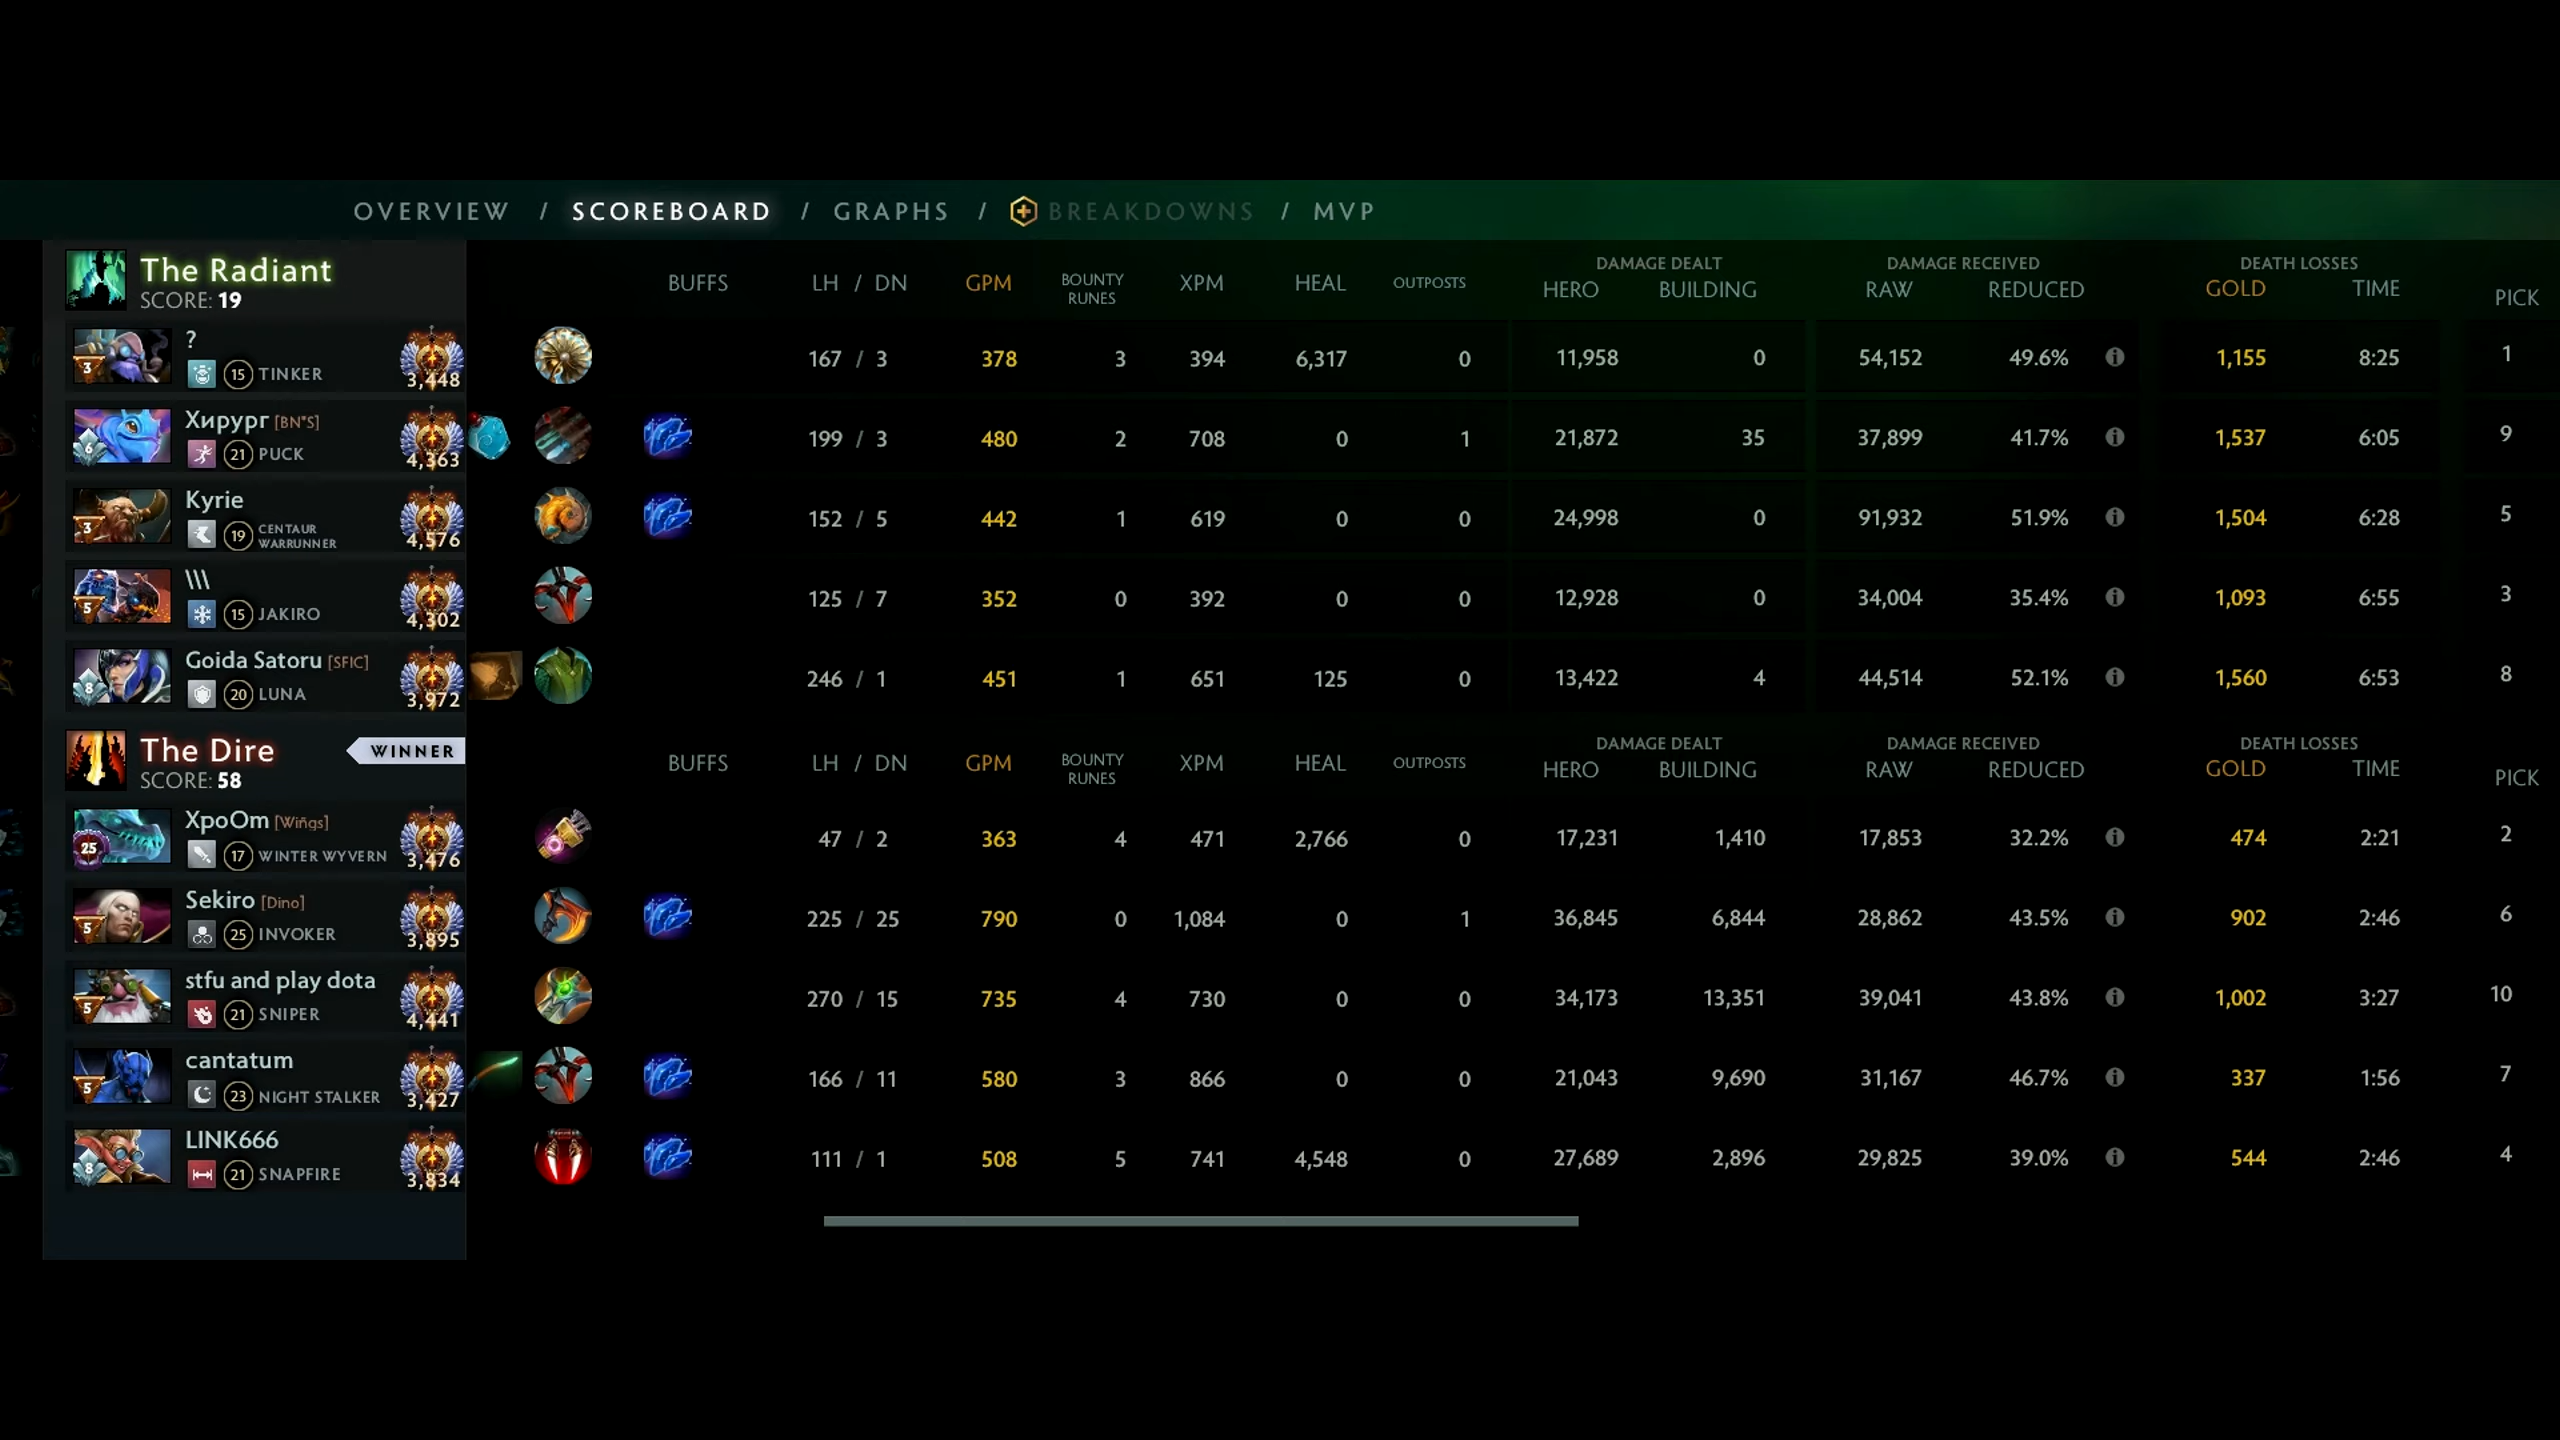 OVERVIEW / SCOREBOARD / GRAPHS / BREAKDOWNS / MVP
The Radiant
SCORE: 19
BUFFS LH / DN GPM BOUNTY RUNES XPM HEAL OUTPOSTS DAMAGE DEALT HERO BUILDING DAMAGE RECEIVED RAW REDUCED DEATH LOSSES GOLD TIME PICK
?
3 15 TINKER 3,448 167 / 3 378 3 394 6,317 0 11,958 0 54,152 49.6% 1,155 8:25 1
Хирург [BN"S]
6 21 PUCK 4,363 199 / 3 480 2 708 0 1 21,872 35 37,899 41.7% 1,537 6:05 9
Kyrie
3 19 CENTAUR WARRUNNER 4,576 152 / 5 442 1 619 0 0 24,998 0 91,932 51.9% 1,504 6:28 5
\\\
5 15 JAKIRO 4,302 125 / 7 352 0 392 0 0 12,928 0 34,004 35.4% 1,093 6:55 3
Goida Satoru [SFIC]
8 20 LUNA 3,972 246 / 1 451 1 651 125 0 13,422 4 44,514 52.1% 1,560 6:53 8
The Dire WINNER
SCORE: 58
BUFFS LH / DN GPM BOUNTY RUNES XPM HEAL OUTPOSTS DAMAGE DEALT HERO BUILDING DAMAGE RECEIVED RAW REDUCED DEATH LOSSES GOLD TIME PICK
XpoOm [Wiñgs]
25 17 WINTER WYVERN 3,476 47 / 2 363 4 471 2,766 0 17,231 1,410 17,853 32.2% 474 2:21 2
Sekiro [Dino]
5 25 INVOKER 3,895 225 / 25 790 0 1,084 0 1 36,845 6,844 28,862 43.5% 902 2:46 6
stfu and play dota
5 21 SNIPER 4,441 270 / 15 735 4 730 0 0 34,173 13,351 39,041 43.8% 1,002 3:27 10
cantatum
5 23 NIGHT STALKER 3,427 166 / 11 580 3 866 0 0 21,043 9,690 31,167 46.7% 337 1:56 7
LINK666
8 21 SNAPFIRE 3,834 111 / 1 508 5 741 4,548 0 27,689 2,896 29,825 39.0% 544 2:46 4